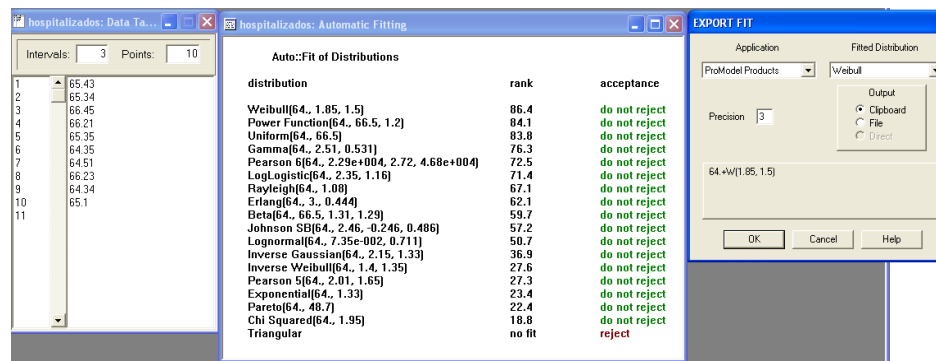 hospitalizados: Data Ta...
Intervals: 3 Points: 10
1 65.43
2 65.34
3 66.45
4 66.21
5 65.35
6 64.35
7 64.51
8 66.23
9 64.34
10 65.1
11
hospitalizados: Automatic Fitting
Auto::Fit of Distributions
distribution rank acceptance
Weibull(64., 1.85, 1.5) 86.4 do not reject
Power Function(64., 66.5, 1.2) 84.1 do not reject
Uniform(64., 66.5) 83.8 do not reject
Gamma(64., 2.51, 0.531) 76.3 do not reject
Pearson 6(64., 2.29e+004, 2.72, 4.68e+004) 72.5 do not reject
LogLogistic(64., 2.35, 1.16) 71.4 do not reject
Rayleigh(64., 1.08) 67.1 do not reject
Erlang(64., 3., 0.444) 62.1 do not reject
Beta(64., 66.5, 1.31, 1.29) 59.7 do not reject
Johnson SB(64., 2.46, -0.246, 0.486) 57.2 do not reject
Lognormal(64., 7.35e-002, 0.711) 50.7 do not reject
Inverse Gaussian(64., 2.15, 1.33) 36.9 do not reject
Inverse Weibull(64., 1.4, 1.35) 27.6 do not reject
Pearson 5(64., 2.01, 1.65) 27.3 do not reject
Exponential(64., 1.33) 23.4 do not reject
Pareto(64., 48.7) 22.4 do not reject
Chi Squared(64., 1.95) 18.8 do not reject
Triangular no fit reject
EXPORT FIT
Application Fitted Distribution
ProModel Products Weibull
Output
Clipboard
Precision 3
File
Direct
64.+W(1.85, 1.5)
OK Cancel Help